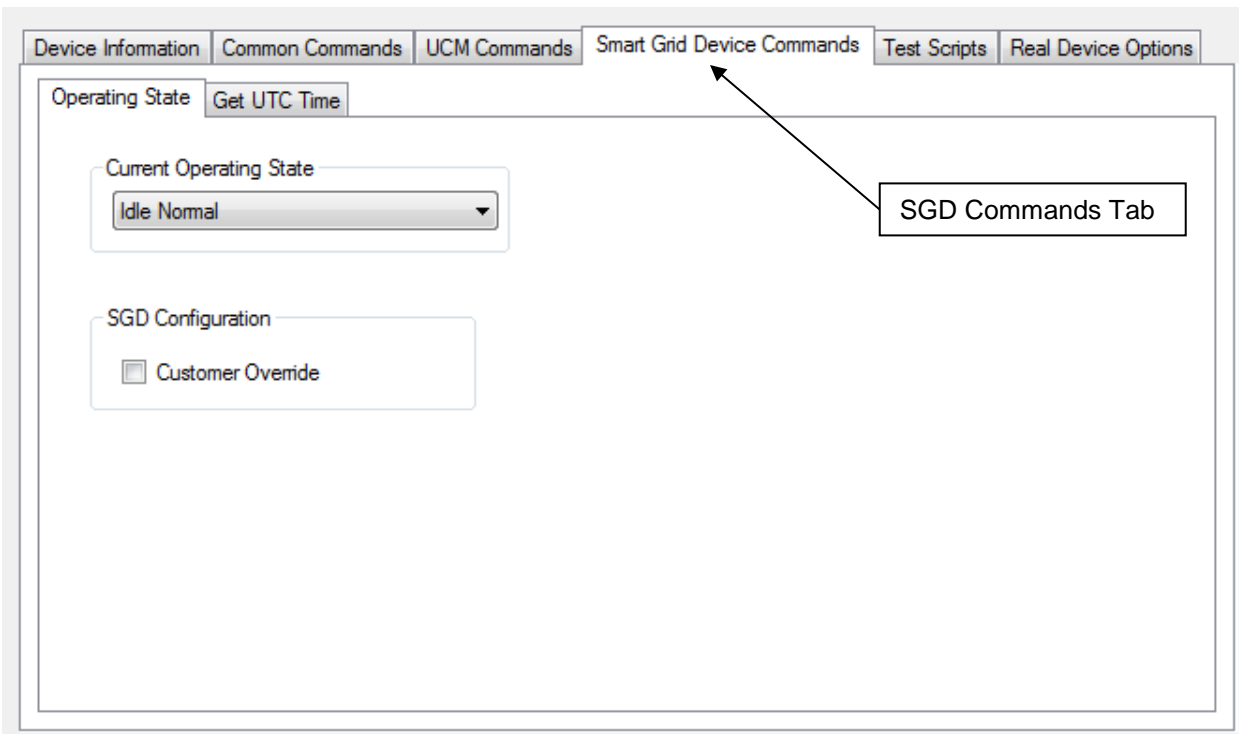 Device Information Common Commands UCM Commands Smart Grid Device Commands Test Scripts Real Device Options
Operating State Get UTC Time
Current Operating State
Idle Normal
SGD Commands Tab
SGD Configuration
Customer Override